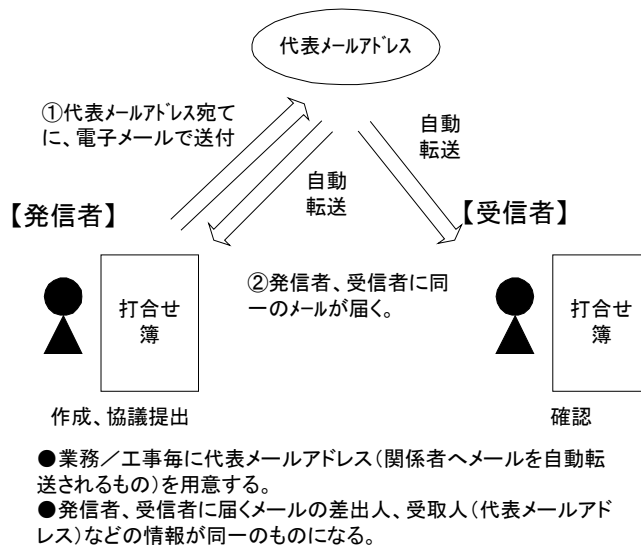 代表メールアドレス
①代表メールアドレス宛て
に、電子メールで送付
自動
転送
自動
転送
【発信者】
【受信者】
②発信者、受信者に同
一のメールが届く。
打合せ
簿
打合せ
簿
作成、協議提出
確認
●業務／工事毎に代表メールアドレス（関係者へメールを自動転
送されるもの）を用意する。
●発信者、受信者に届くメールの差出人、受取人（代表メールアド
レス）などの情報が同一のものになる。